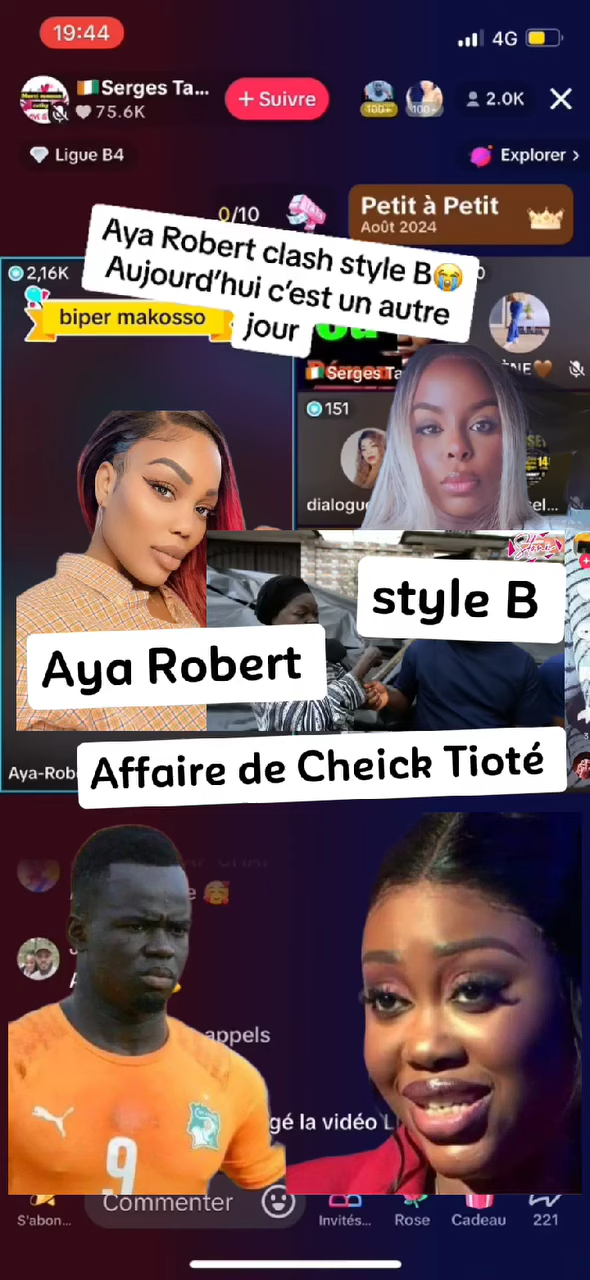 19:44
4G
Serges Ta...
75.6K
+ Suivre
100+
100+
2.0K
Ligue B4
Explorer >
0/10
Petit à Petit
Août 2024
Aya Robert clash style B😭
Aujourd'hui c'est un autre
jour
2,16K
biper makosso
Serges Ta
151
dialogue
style B
Aya Robert
Aya-Rob
Affaire de Cheick Tioté
appels
gé la vidéo L
9
Commenter
S'abon...
Invités...
Rose
Cadeau
221